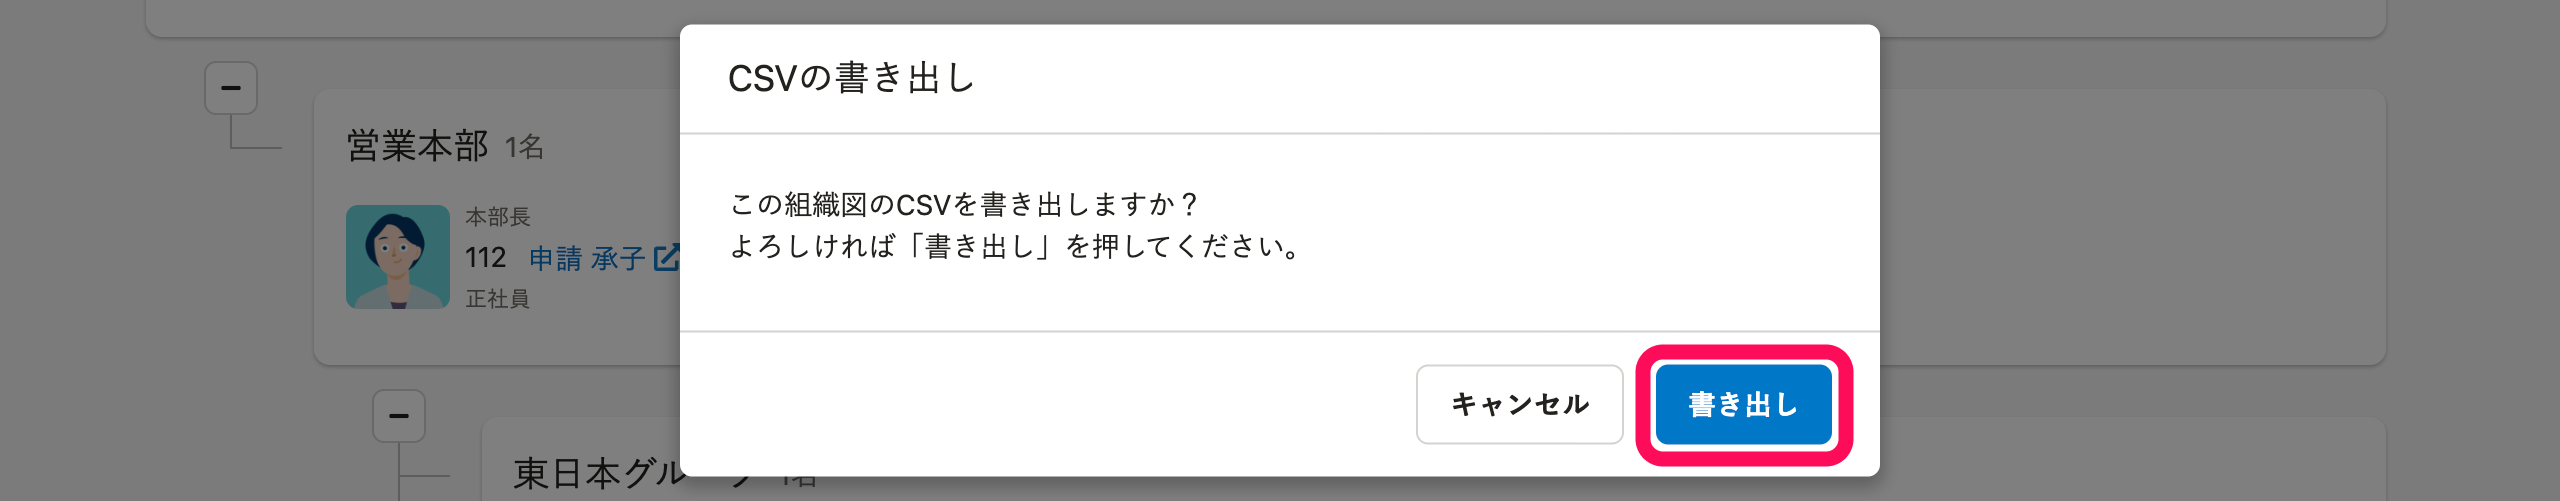 CSVの書き出し
営業本部 1名
この組織図のCSVを書き出しますか？
よろしければ「書き出し」を押してください。
本部長
112 申請 承子
正社員
キャンセル 書き出し
東日本グループ 1名